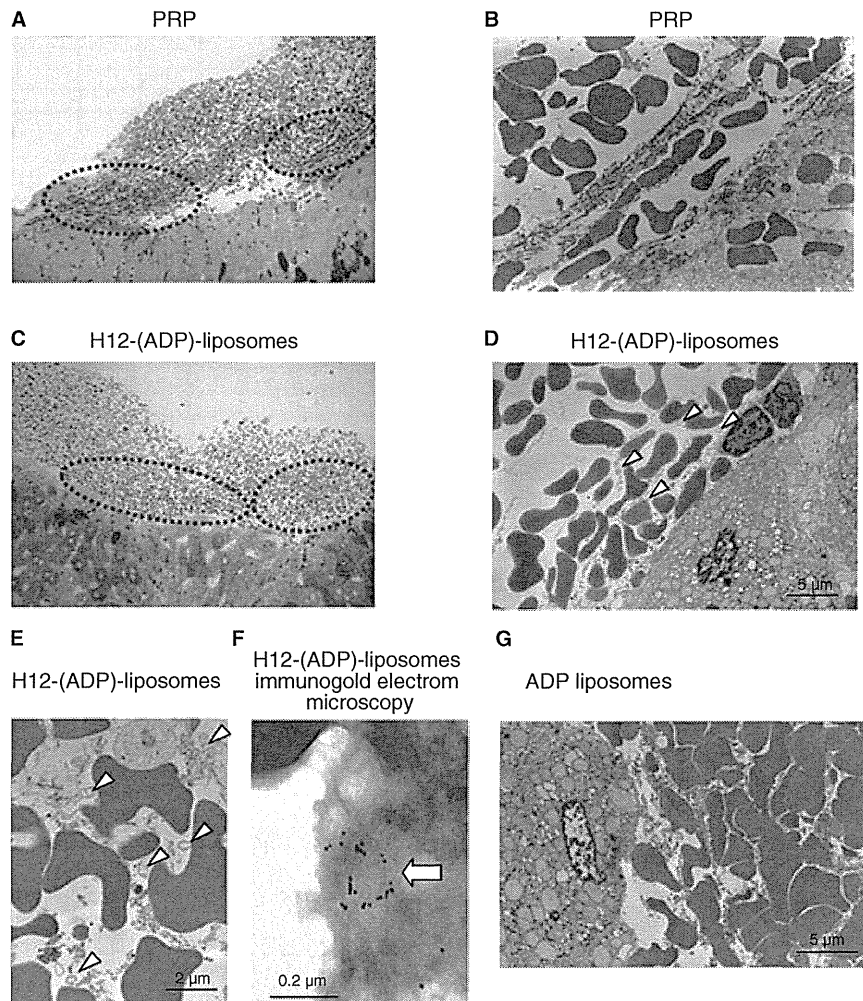 A
PRP
B
PRP
C
H12-(ADP)-liposomes
D
H12-(ADP)-liposomes
5 µm
E
H12-(ADP)-liposomes
2 µm
F
H12-(ADP)-liposomes
immunogold electrom
microscopy
0.2 µm
G
ADP liposomes
5 µm